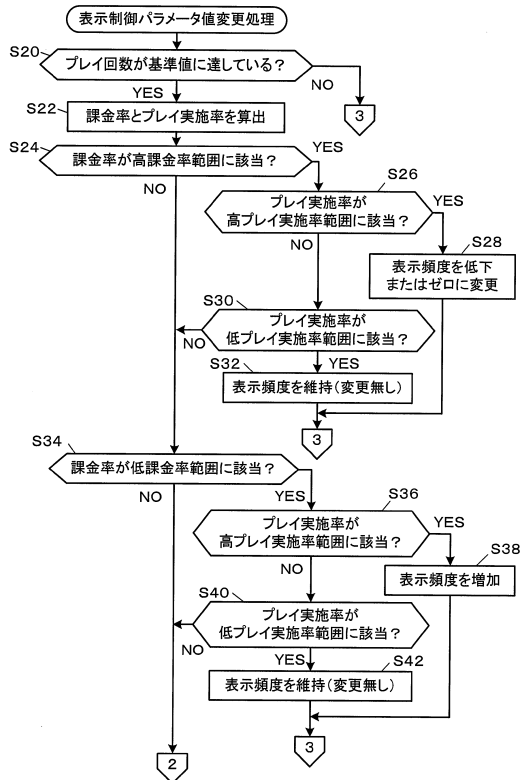 表示制御パラメータ値変更処理
S20
プレイ回数が基準値に達している?
NO
3
YES
S22
課金率とプレイ実施率を算出
S24
課金率が高課金率範囲に該当?
YES
NO
S26
プレイ実施率が
高プレイ実施率範囲に該当?
YES
NO
S28
表示頻度を低下
またはゼロに変更
S30
プレイ実施率が
低プレイ実施率範囲に該当?
NO
YES
S32
表示頻度を維持(変更無し)
3
S34
課金率が低課金率範囲に該当?
NO
YES
S36
プレイ実施率が
高プレイ実施率範囲に該当?
YES
NO
S38
表示頻度を増加
S40
プレイ実施率が
低プレイ実施率範囲に該当?
NO
YES
S42
表示頻度を維持(変更無し)
3
2